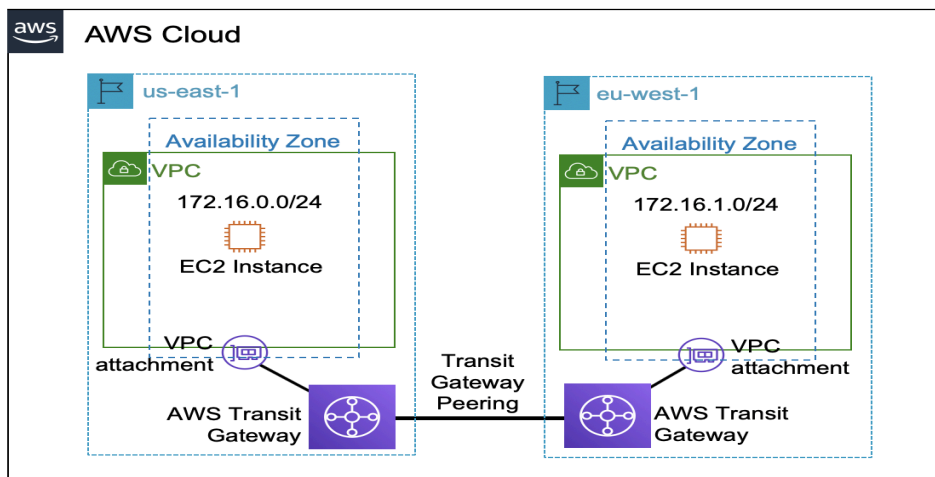 aws
AWS Cloud
us-east-1
Availability Zone
VPC
172.16.0.0/24
EC2 Instance
VPC
attachment
AWS Transit
Gateway
Transit
Gateway
Peering
eu-west-1
Availability Zone
VPC
172.16.1.0/24
EC2 Instance
VPC
attachment
AWS Transit
Gateway